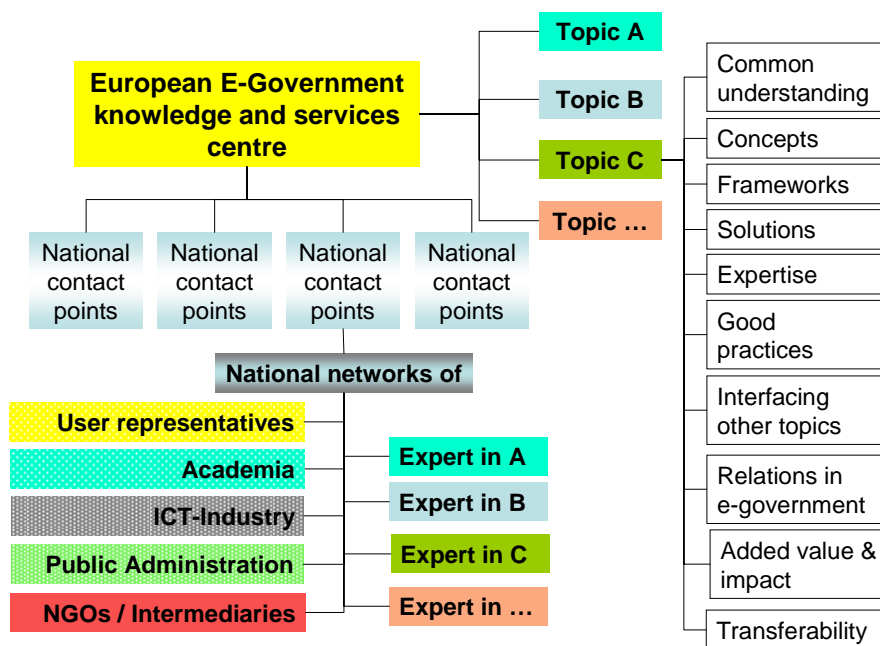 European E-Government
knowledge and services
centre
Topic A
Topic B
Topic C
Topic …
Common
understanding
Concepts
Frameworks
Solutions
Expertise
Good
practices
Interfacing
other topics
Relations in
e-government
Added value &
impact
Transferability
National
contact
points
National
contact
points
National
contact
points
National
contact
points
National networks of
User representatives
Academia
ICT-Industry
Public Administration
NGOs / Intermediaries
Expert in A
Expert in B
Expert in C
Expert in …